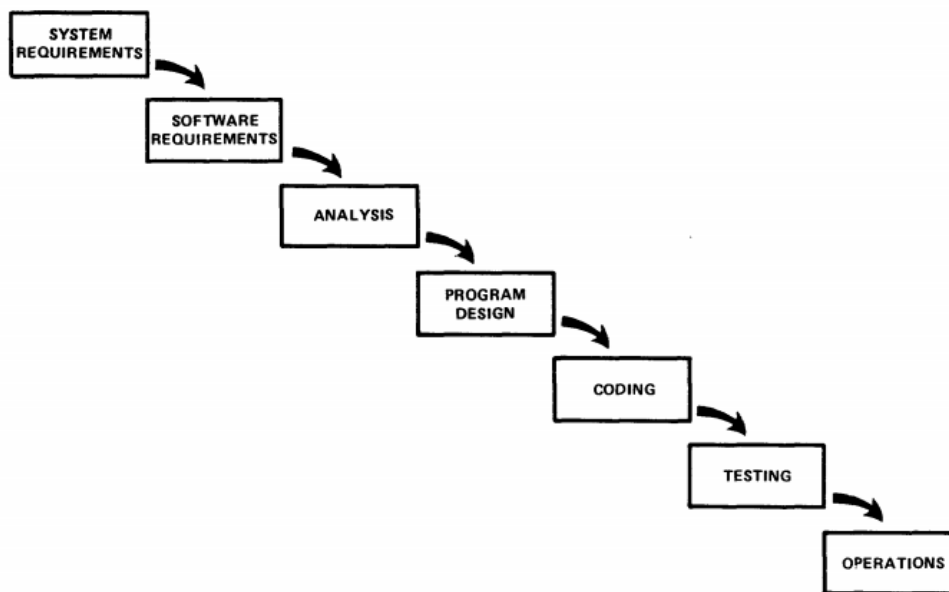 SYSTEM
REQUIREMENTS
SOFTWARE
REQUIREMENTS
ANALYSIS
PROGRAM
DESIGN
CODING
TESTING
OPERATIONS